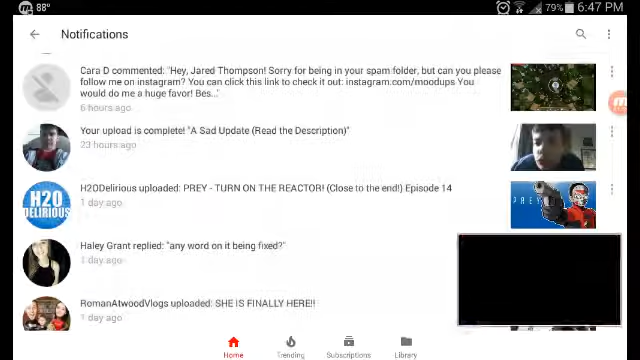 88° 79% 6:47 PM
Notifications
Cara D commented: "Hey, Jared Thompson! Sorry for being in your spam folder, but can you please
follow me on instagram? You can click this link to check it out: instagram.com/moodups You
would do me a huge favor! Bes..."
6 hours ago
Your upload is complete! "A Sad Update (Read the Description)"
23 hours ago
H2O
DELIRIOUS
H2ODelirious uploaded: PREY - TURN ON THE REACTOR! (Close to the end!) Episode 14
1 day ago
PREY
Haley Grant replied: "any word on it being fixed?"
1 day ago
RomanAtwoodVlogs uploaded: SHE IS FINALLY HERE!!
1 day ago
Home Trending Subscriptions Library